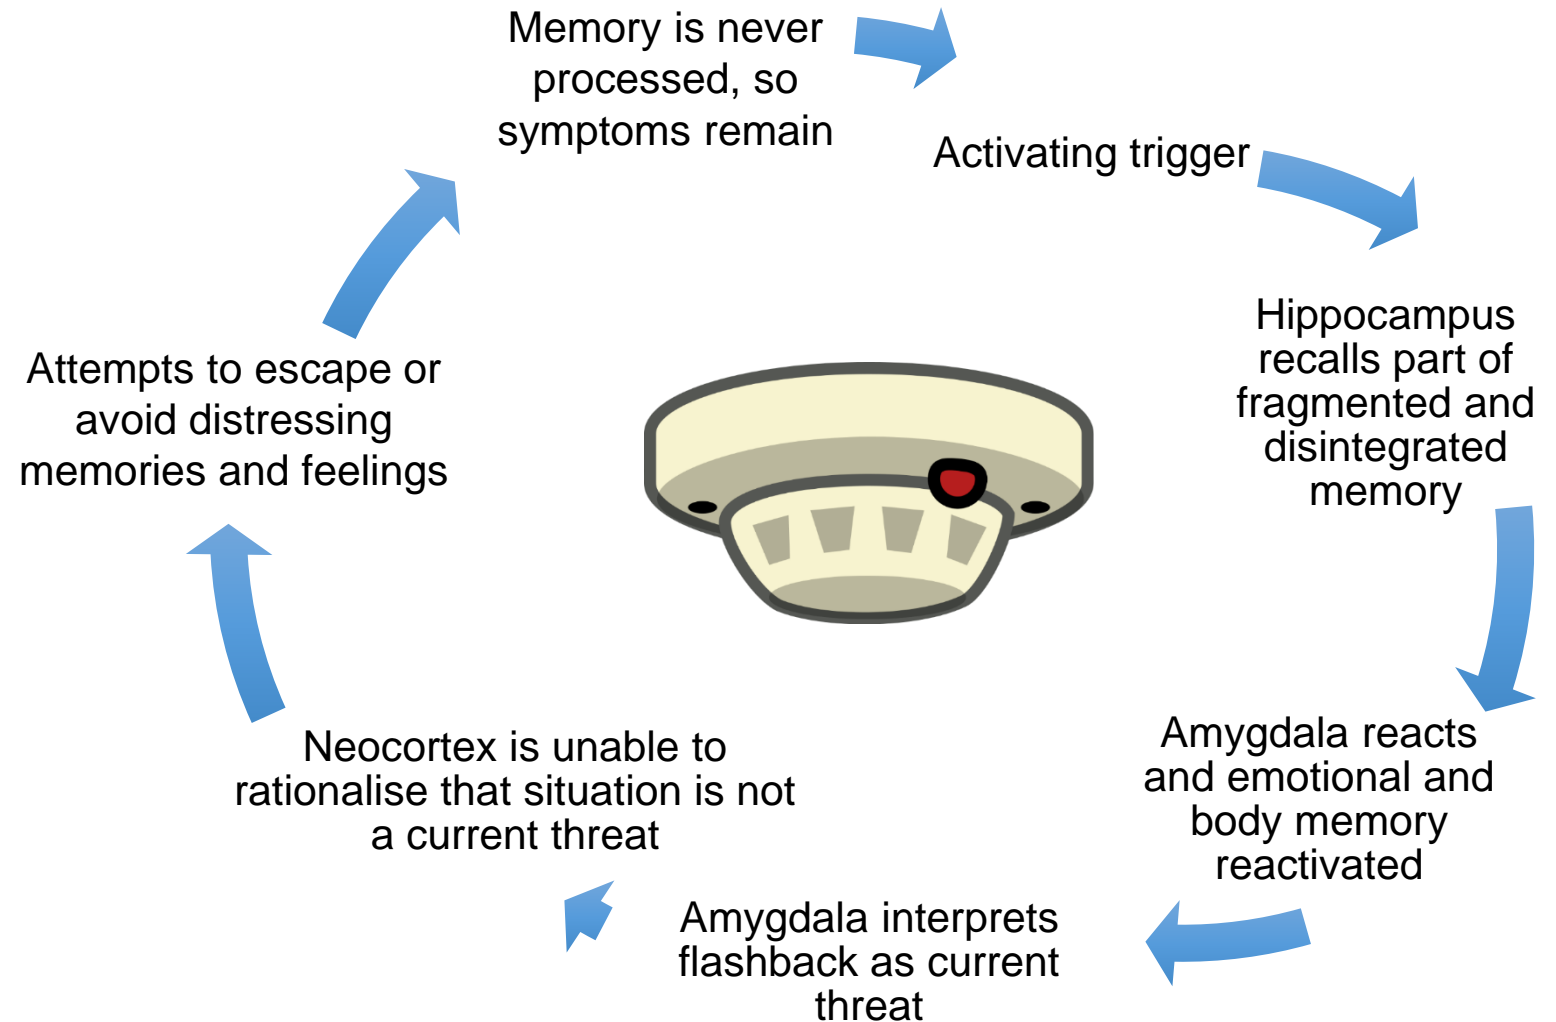 Memory is never
processed, so
symptoms remain
Activating trigger
Hippocampus
recalls part of
fragmented and
disintegrated
memory
Amygdala reacts
and emotional and
body memory
reactivated
Amygdala interprets
flashback as current
threat
Neocortex is unable to
rationalise that situation is not
a current threat
Attempts to escape or
avoid distressing
memories and feelings